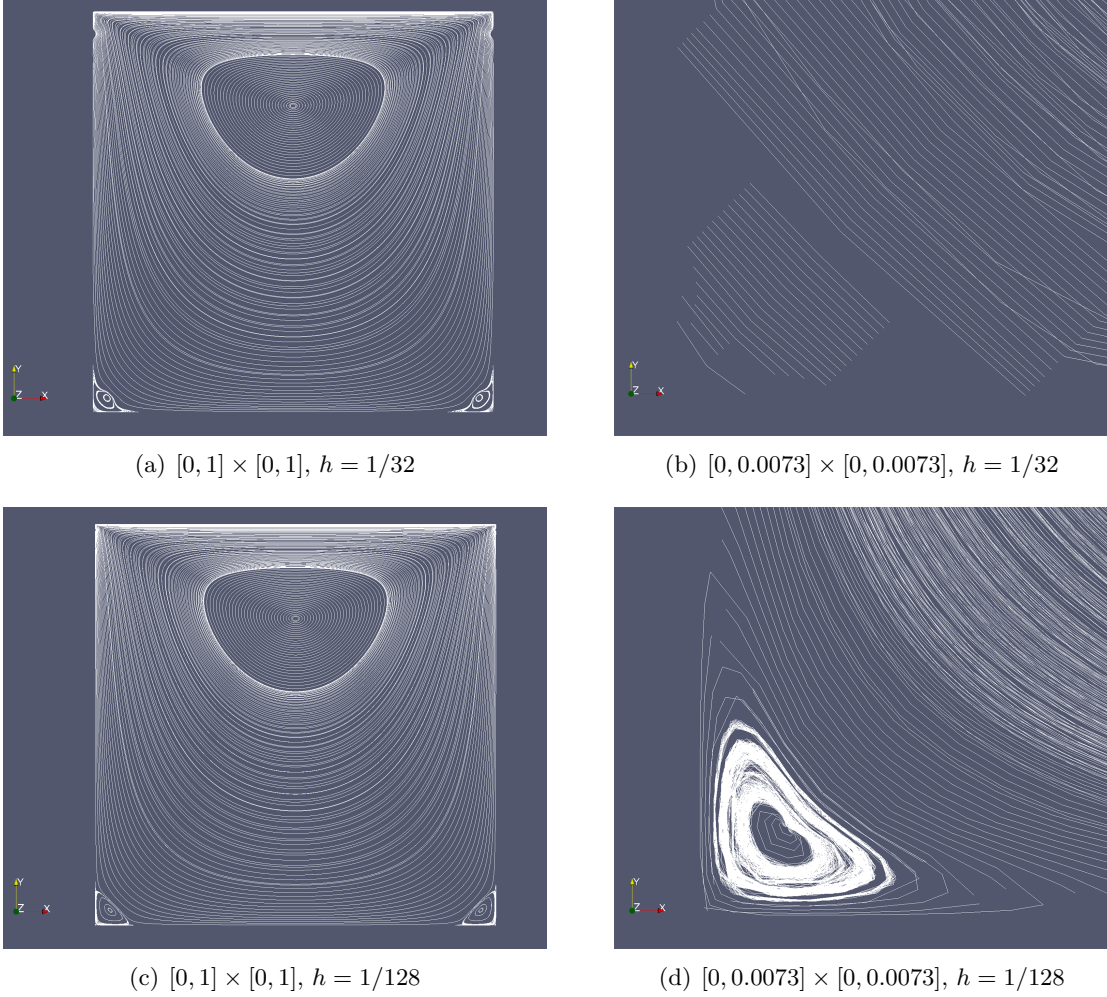 Y
Z
X
Y
Z
X
(a) [0, 1] × [0, 1], h = 1/32
(b) [0, 0.0073] × [0, 0.0073], h = 1/32
Y
Z
X
Y
Z
X
(c) [0, 1] × [0, 1], h = 1/128
(d) [0, 0.0073] × [0, 0.0073], h = 1/128